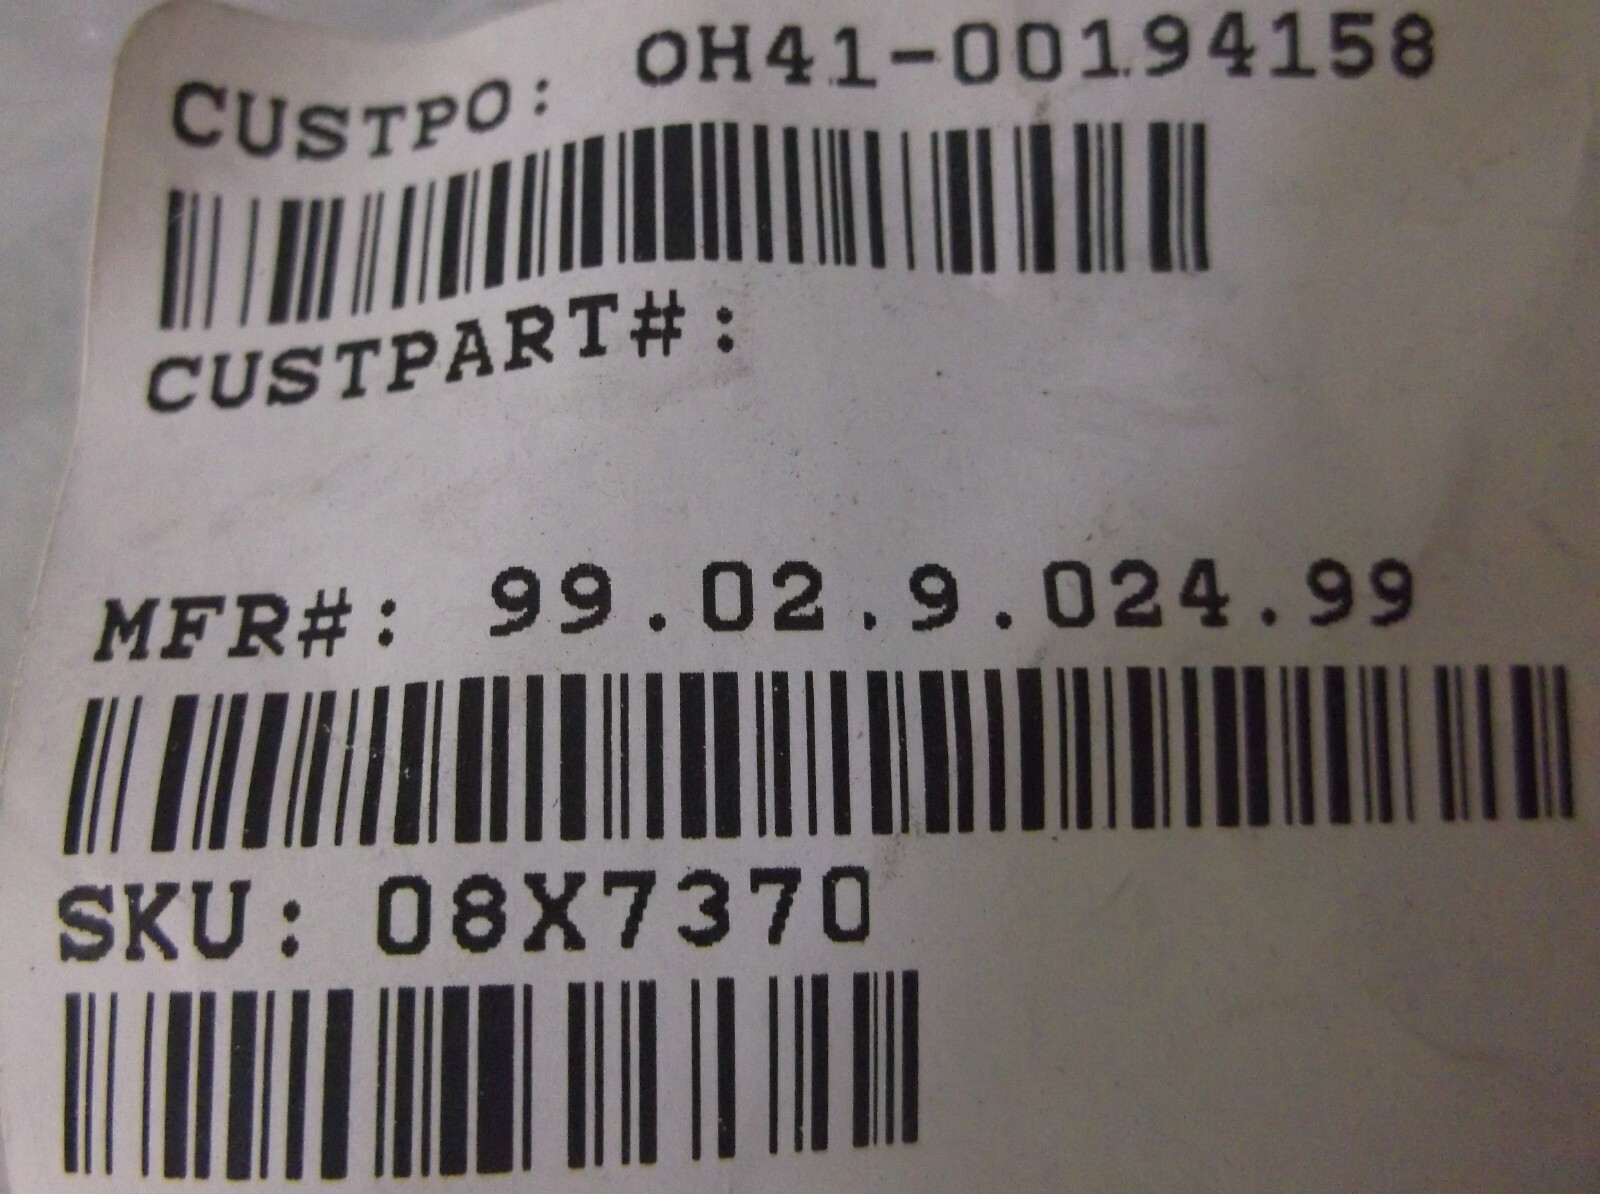 CUSTPO: OH41-00194158
CUSTPART#:
MFR#: 99.02.9.024.99
SKU: 08X7370